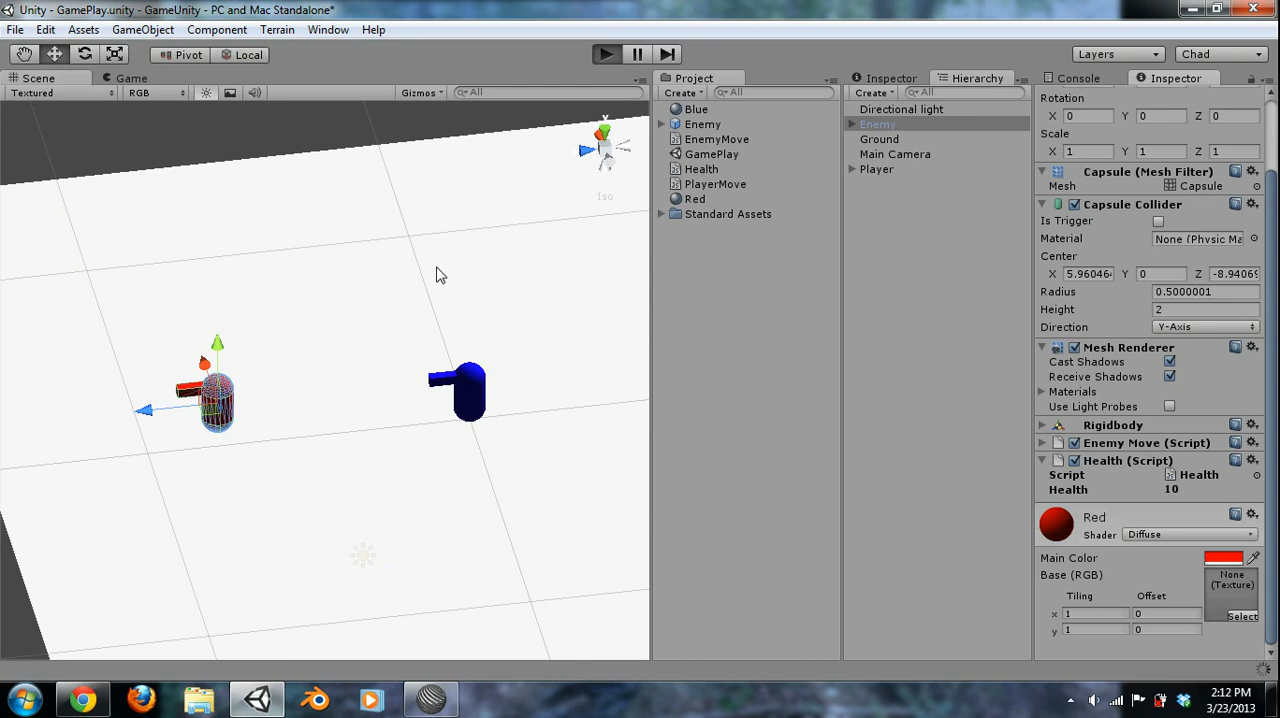 Unity - GamePlay.unity - GameUnity - PC and Mac Standalone*
File Edit Assets GameObject Component Terrain Window Help
Pivot Local Layers Chad
Scene Game Project Inspector Hierarchy Console Inspector
Textured RGB Gizmos All Create All Create All
Rotation
X 0 Y 0 Z 0
Scale
X 1 Y 1 Z 1
Blue
Enemy
EnemyMove
GamePlay
Health
PlayerMove
Red
Standard Assets
Directional light
Enemy
Ground
Main Camera
Player
y
Iso
Capsule (Mesh Filter)
Mesh Capsule
Capsule Collider
Is Trigger
Material None (Physic Ma
Center
X 5.96046 Y 0 Z -8.94069
Radius 0.5000001
Height 2
Direction Y-Axis
Mesh Renderer
Cast Shadows
Receive Shadows
Materials
Use Light Probes
Rigidbody
Enemy Move (Script)
Health (Script)
Script Health
Health 10
Red
Shader Diffuse
Main Color
Base (RGB) None (Texture)
Tiling Offset
x 1 0
y 1 0
Select
2:12 PM
3/23/2013